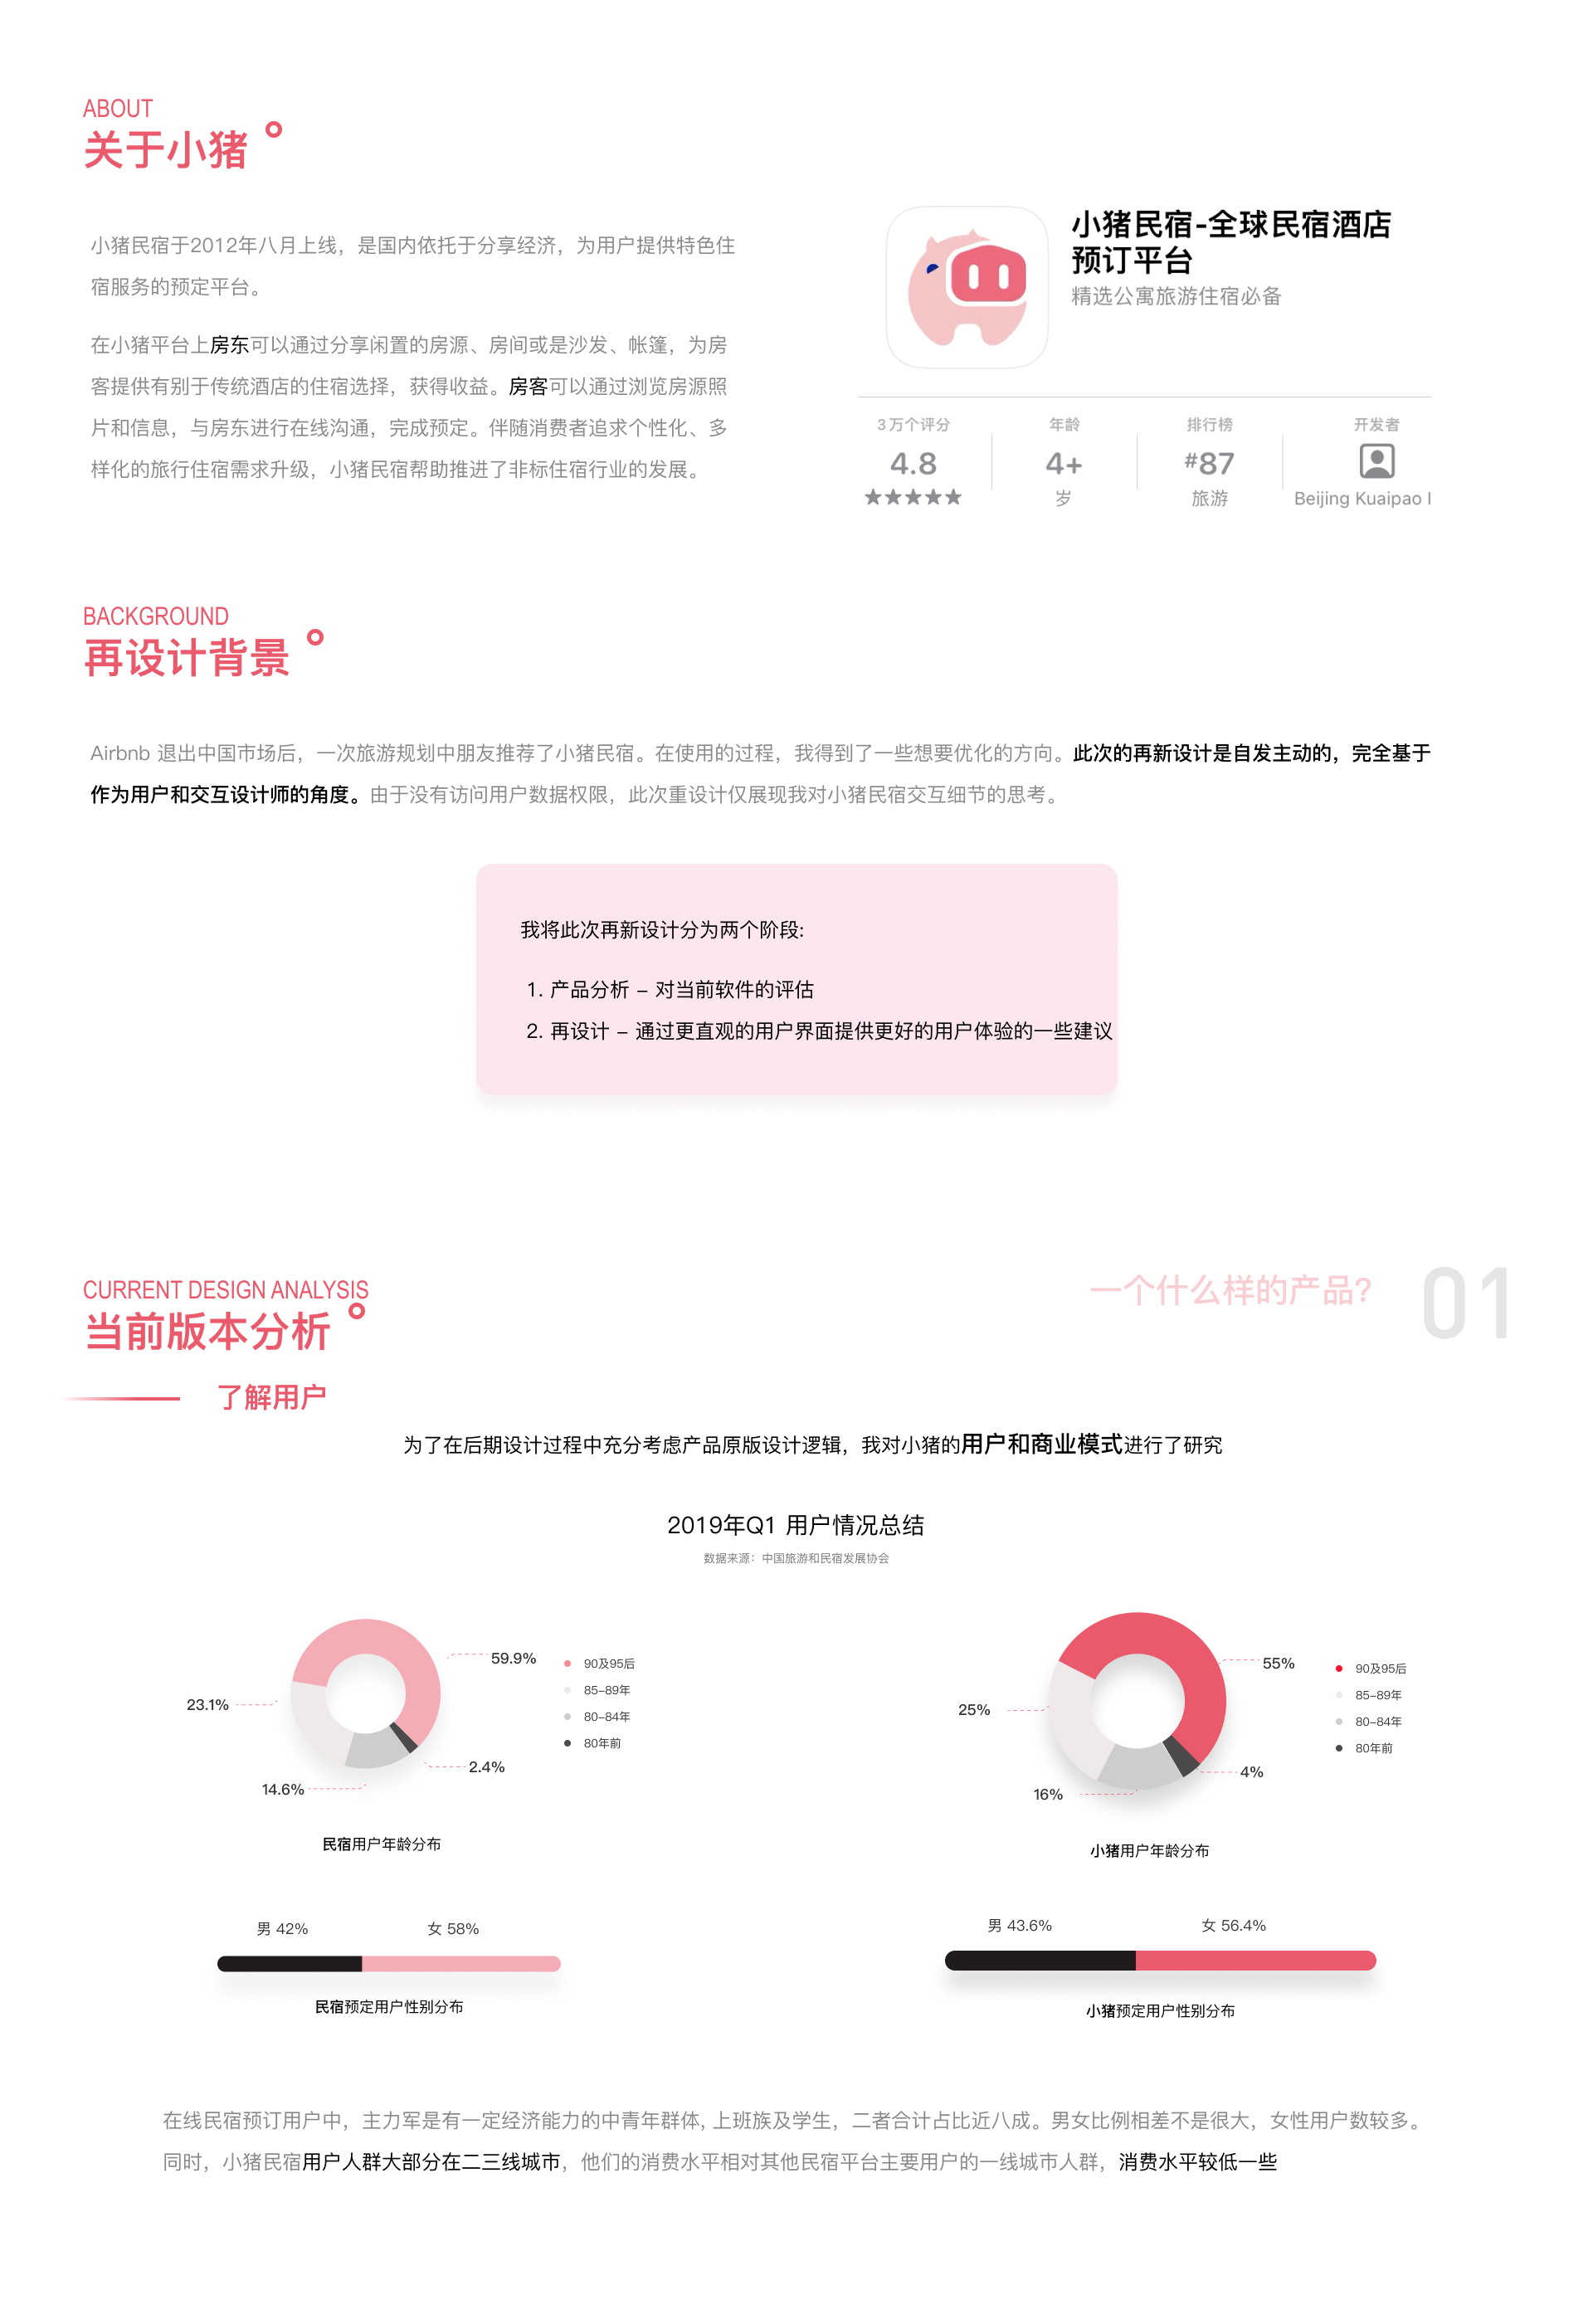 ABOUT
关于小猪
小猪民宿于2012年八月上线，是国内依托于分享经济，为用户提供特色住
宿服务的预定平台。
在小猪平台上房东可以通过分享闲置的房源、房间或是沙发、帐篷，为房
客提供有别于传统酒店的住宿选择，获得收益。房客可以通过浏览房源照
片和信息，与房东进行在线沟通，完成预定。伴随消费者追求个性化、多
样化的旅行住宿需求升级，小猪民宿帮助推进了非标住宿行业的发展。
小猪民宿-全球民宿酒店
预订平台
精选公寓旅游住宿必备
3万个评分 年龄 排行榜 开发者
4.8 4+ #87
★★★★★ 岁 旅游 Beijing Kuaipao I
BACKGROUND
再设计背景
Airbnb 退出中国市场后，一次旅游规划中朋友推荐了小猪民宿。在使用的过程，我得到了一些想要优化的方向。此次的再新设计是自发主动的，完全基于
作为用户和交互设计师的角度。由于没有访问用户数据权限，此次重设计仅展现我对小猪民宿交互细节的思考。
我将此次再新设计分为两个阶段:
1. 产品分析 – 对当前软件的评估
2. 再设计 – 通过更直观的用户界面提供更好的用户体验的一些建议
CURRENT DESIGN ANALYSIS
当前版本分析
一个什么样的产品?
01
了解用户
为了在后期设计过程中充分考虑产品原版设计逻辑，我对小猪的用户和商业模式进行了研究
2019年Q1 用户情况总结
数据来源：中国旅游和民宿发展协会
59.9%
23.1%
2.4%
14.6%
90及95后
85-89年
80-84年
80年前
民宿用户年龄分布
55%
25%
4%
16%
90及95后
85-89年
80-84年
80年前
小猪用户年龄分布
男 42% 女 58%
民宿预定用户性别分布
男 43.6% 女 56.4%
小猪预定用户性别分布
在线民宿预订用户中，主力军是有一定经济能力的中青年群体, 上班族及学生，二者合计占比近八成。男女比例相差不是很大，女性用户数较多。
同时，小猪民宿用户人群大部分在二三线城市，他们的消费水平相对其他民宿平台主要用户的一线城市人群，消费水平较低一些